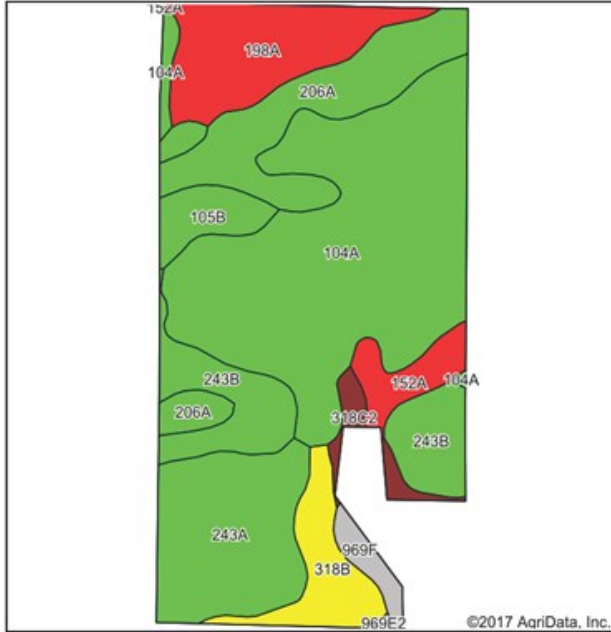 152A
198A
104A
206A
105B
104A
243B
152A
104A
206A
318C2
243B
243A
969F
318B
969E2
©2017 AgriData, Inc.